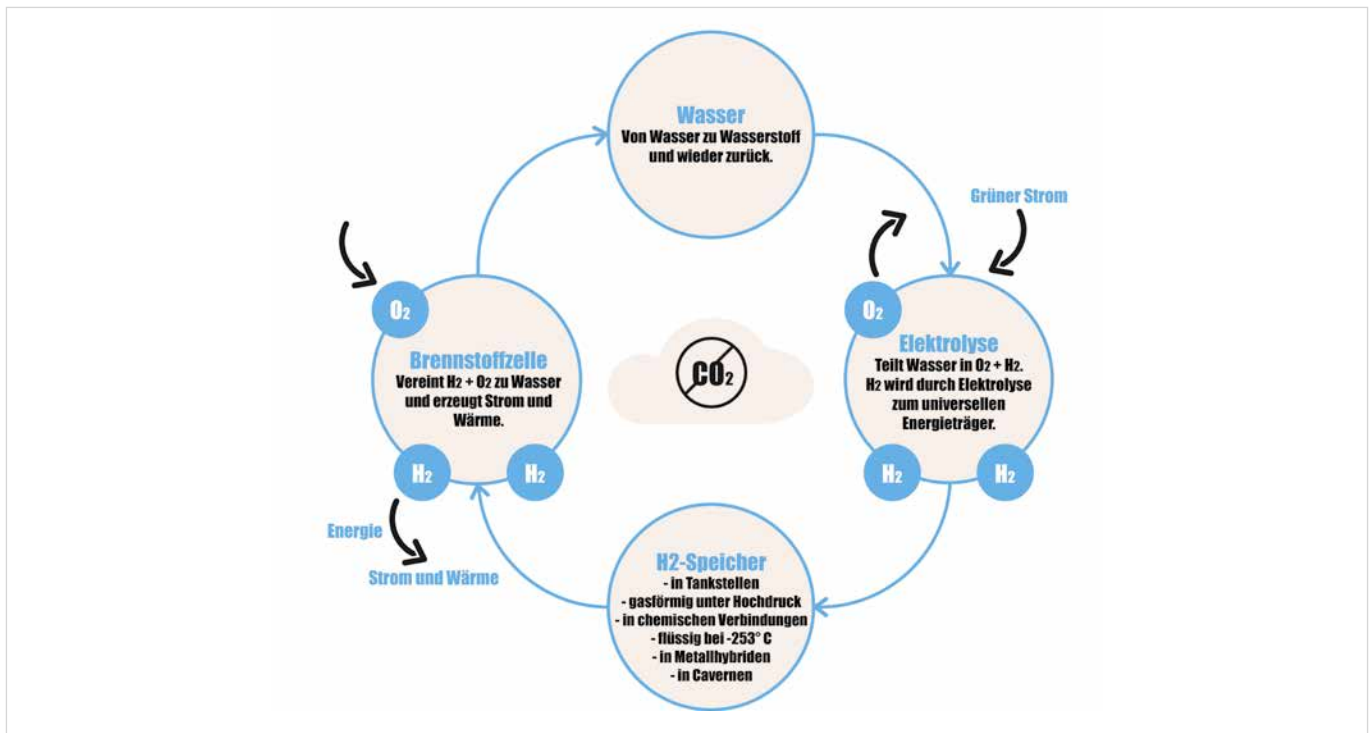 Wasser
Von Wasser zu Wasserstoff
und wieder zurück.
Grüner Strom
O₂
Elektrolyse
Teilt Wasser in O₂ + H₂.
H₂ wird durch Elektrolyse
zum universellen
Energieträger.
H₂
H₂
H2-Speicher
- in Tankstellen
- gasförmig unter Hochdruck
- in chemischen Verbindungen
- flüssig bei -253° C
- in Metallhybriden
- in Cavernen
O₂
Brennstoffzelle
Vereint H₂ + O₂ zu Wasser
und erzeugt Strom und
Wärme.
H₂
H₂
Energie
Strom und Wärme
CO₂